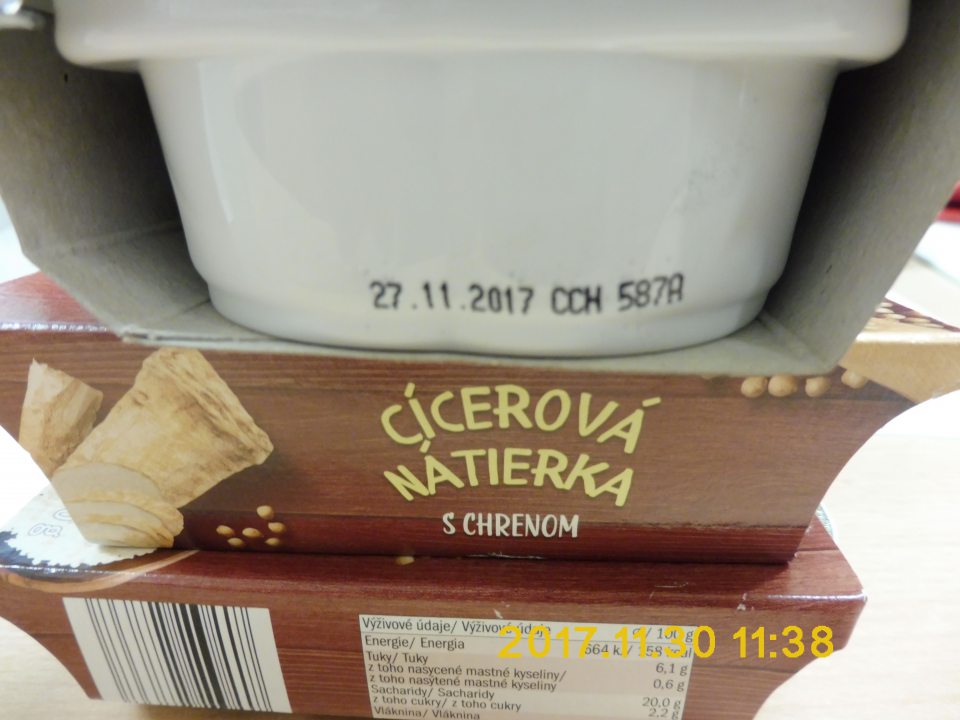 27.11.2017 CCH 587A
CÍCEROVÁ
NÁTIERKA
S CHRENOM
Výživové údaje/ Výživové údaje
2017.11.30 11:38
Energie/ Energia
Tuky/ Tuky 6,1 g
z toho nasycené mastné kyseliny/
z toho nasýtené mastné kyseliny 0,6 g
Sacharidy/ Sacharidy 20,0 g
z toho cukry/ z toho cukry 2,2 g
Vláknina/ Vláknina